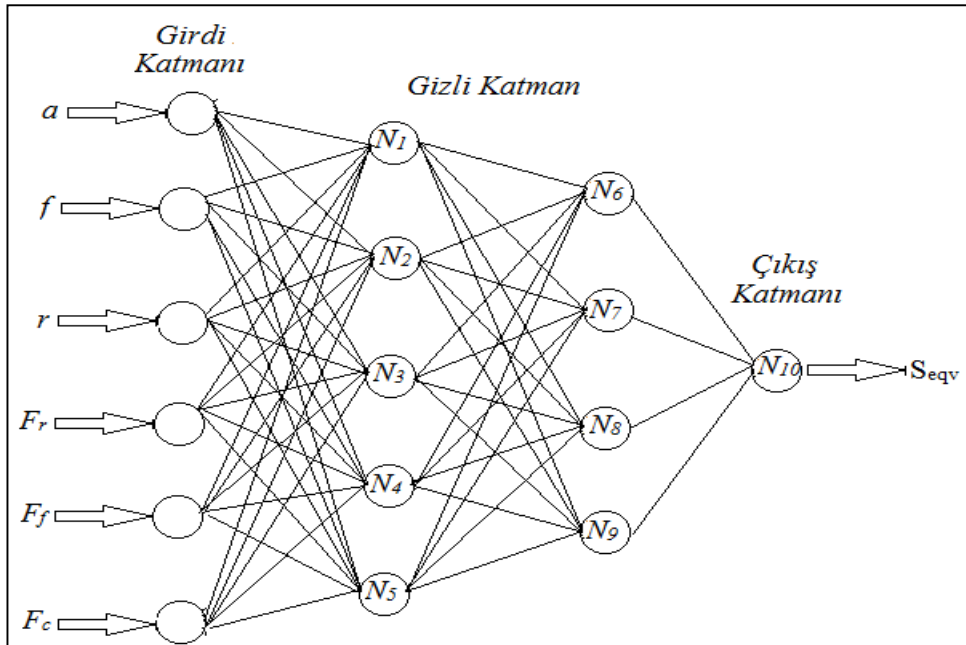 Girdi
Katmanı
Gizli Katman
Çıkış
Katmanı
a
f
r
Fr
Ff
Fc
N1
N2
N3
N4
N5
N6
N7
N8
N9
N10
Seqv